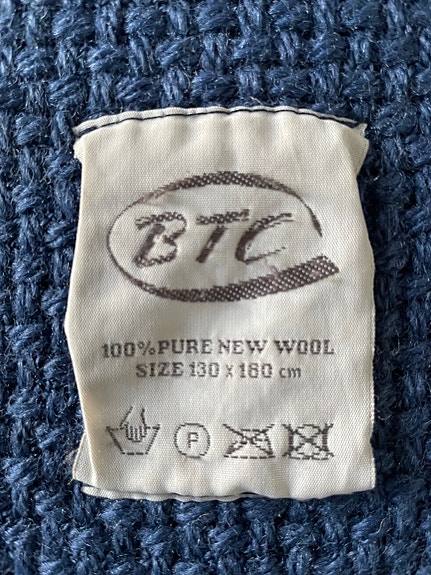 BTC
100% PURE NEW WOOL
SIZE 130 x 180 cm
P